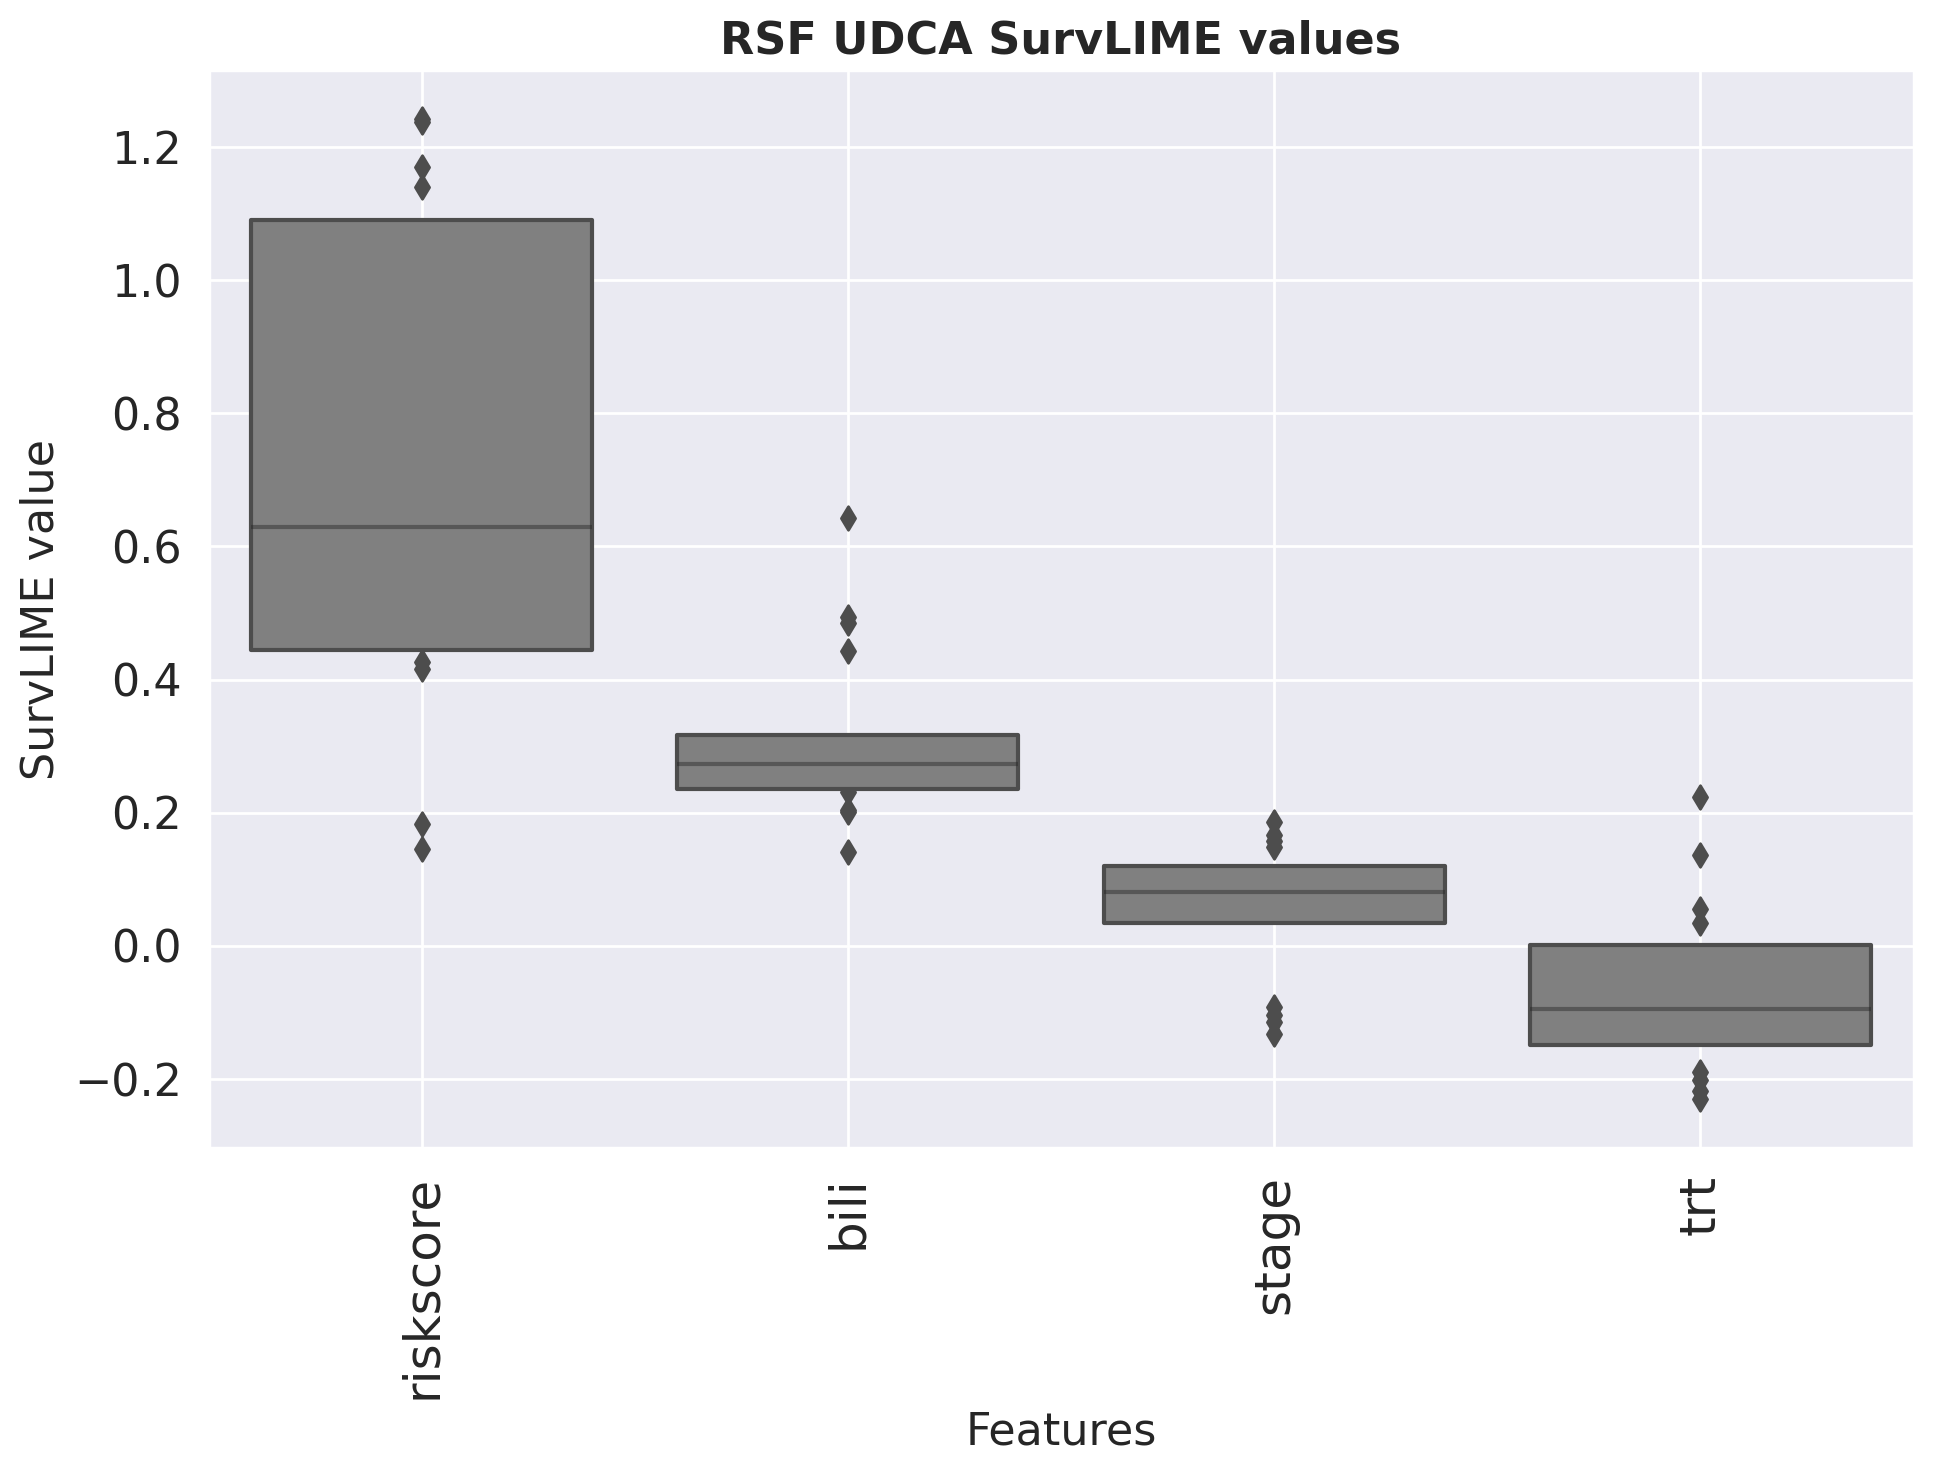 RSF UDCA SurvLIME values
SurvLIME value
1.2
1.0
0.8
0.6
0.4
0.2
0.0
−0.2
riskscore
bili
stage
trt
Features